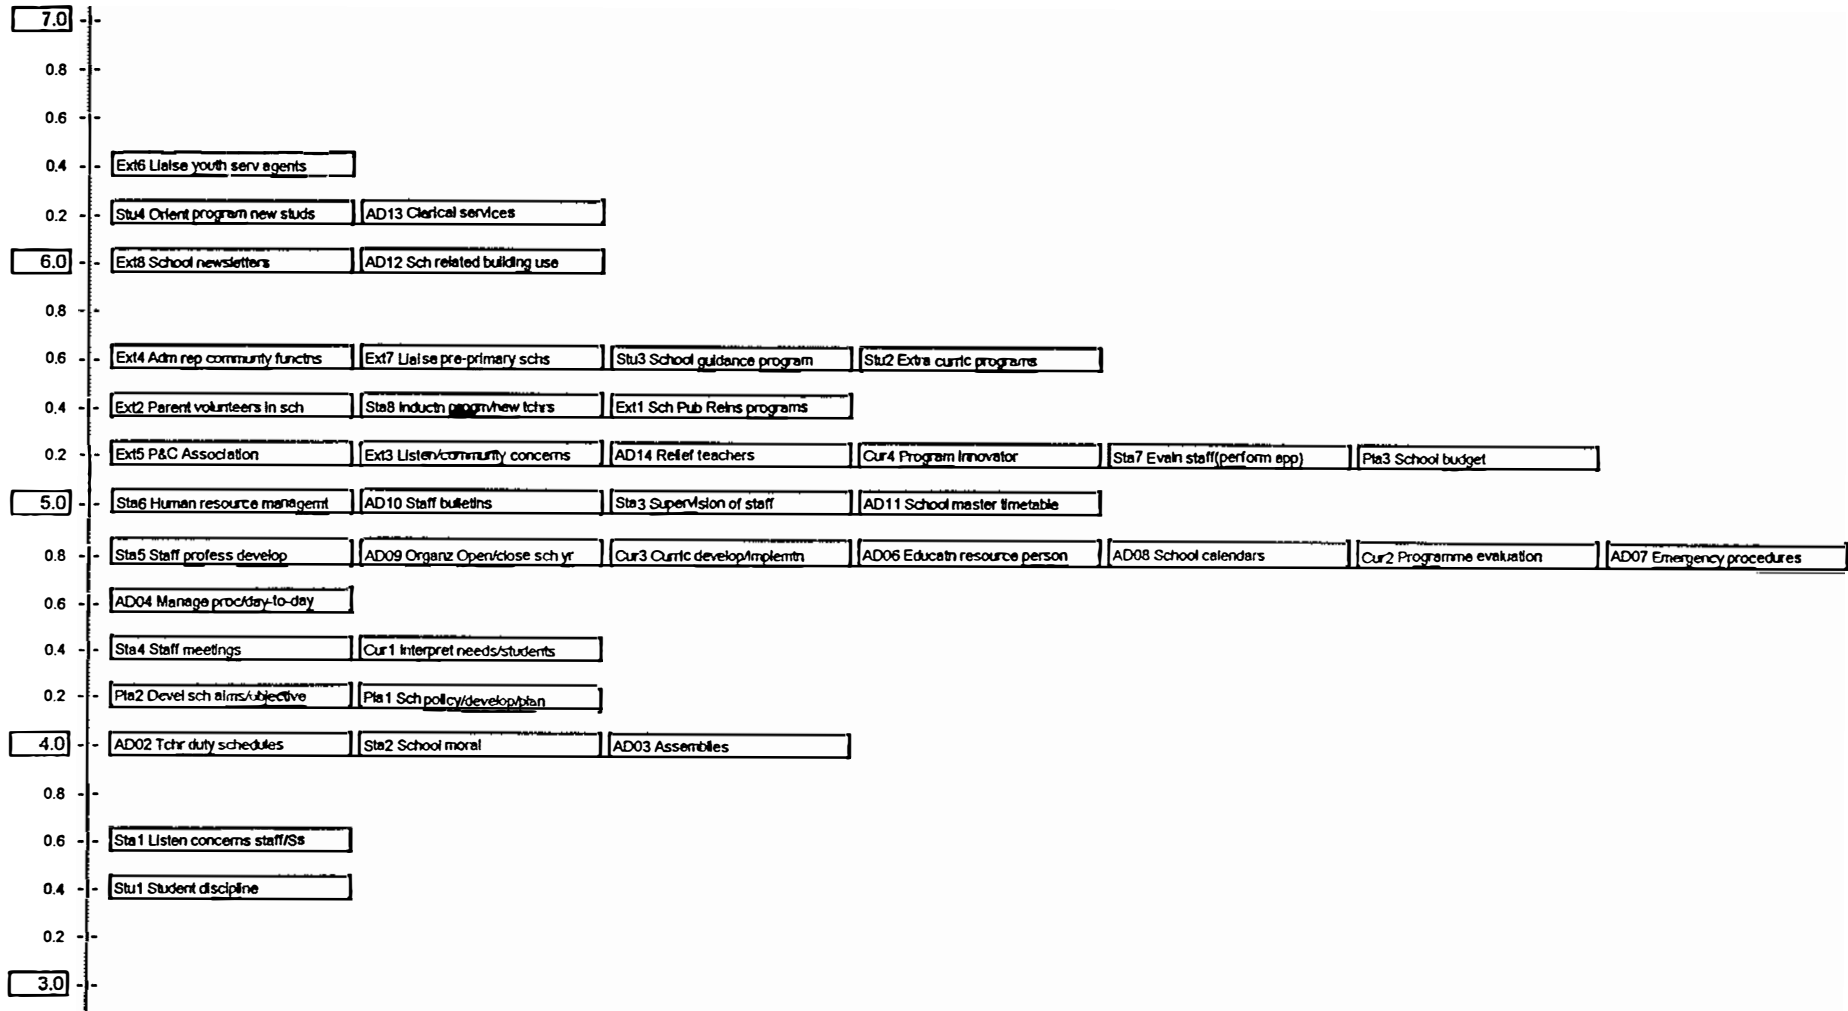 7.0
0.8
0.6
0.4 Ext6 Liaise youth serv agents
0.2 Stu4 Orient program new studs AD13 Clerical services
6.0 Ext8 School newsletters AD12 Sch related building use
0.8
0.6 Ext4 Adm rep communty functns Ext7 Liaise pre-primary schs Stu3 School guidance program Stu2 Extra curric programs
0.4 Ext2 Parent volunteers in sch Sta8 Inductn progm/new tchrs Ext1 Sch Pub Relns programs
0.2 Ext5 P&C Association Ext3 Listen/community concerns AD14 Relief teachers Cur4 Program Innovator Sta7 Evaln staff(perform app) Pla3 School budget
5.0 Sta6 Human resource managemt AD10 Staff bulletins Sta3 Supervision of staff AD11 School master timetable
0.8 Sta5 Staff profess develop AD09 Organz Open/close sch yr Cur3 Curric develop/implemtn AD06 Educatn resource person AD08 School calendars Cur2 Programme evaluation AD07 Emergency procedures
0.6 AD04 Manage proc/day-to-day
0.4 Sta4 Staff meetings Cur1 Interpret needs/students
0.2 Pla2 Devel sch aims/objective Pla1 Sch policy/develop/plan
4.0 AD02 Tchr duty schedules Sta2 School moral AD03 Assemblies
0.8
0.6 Sta1 Listen concerns staff/Ss
0.4 Stu1 Student discipline
0.2
3.0